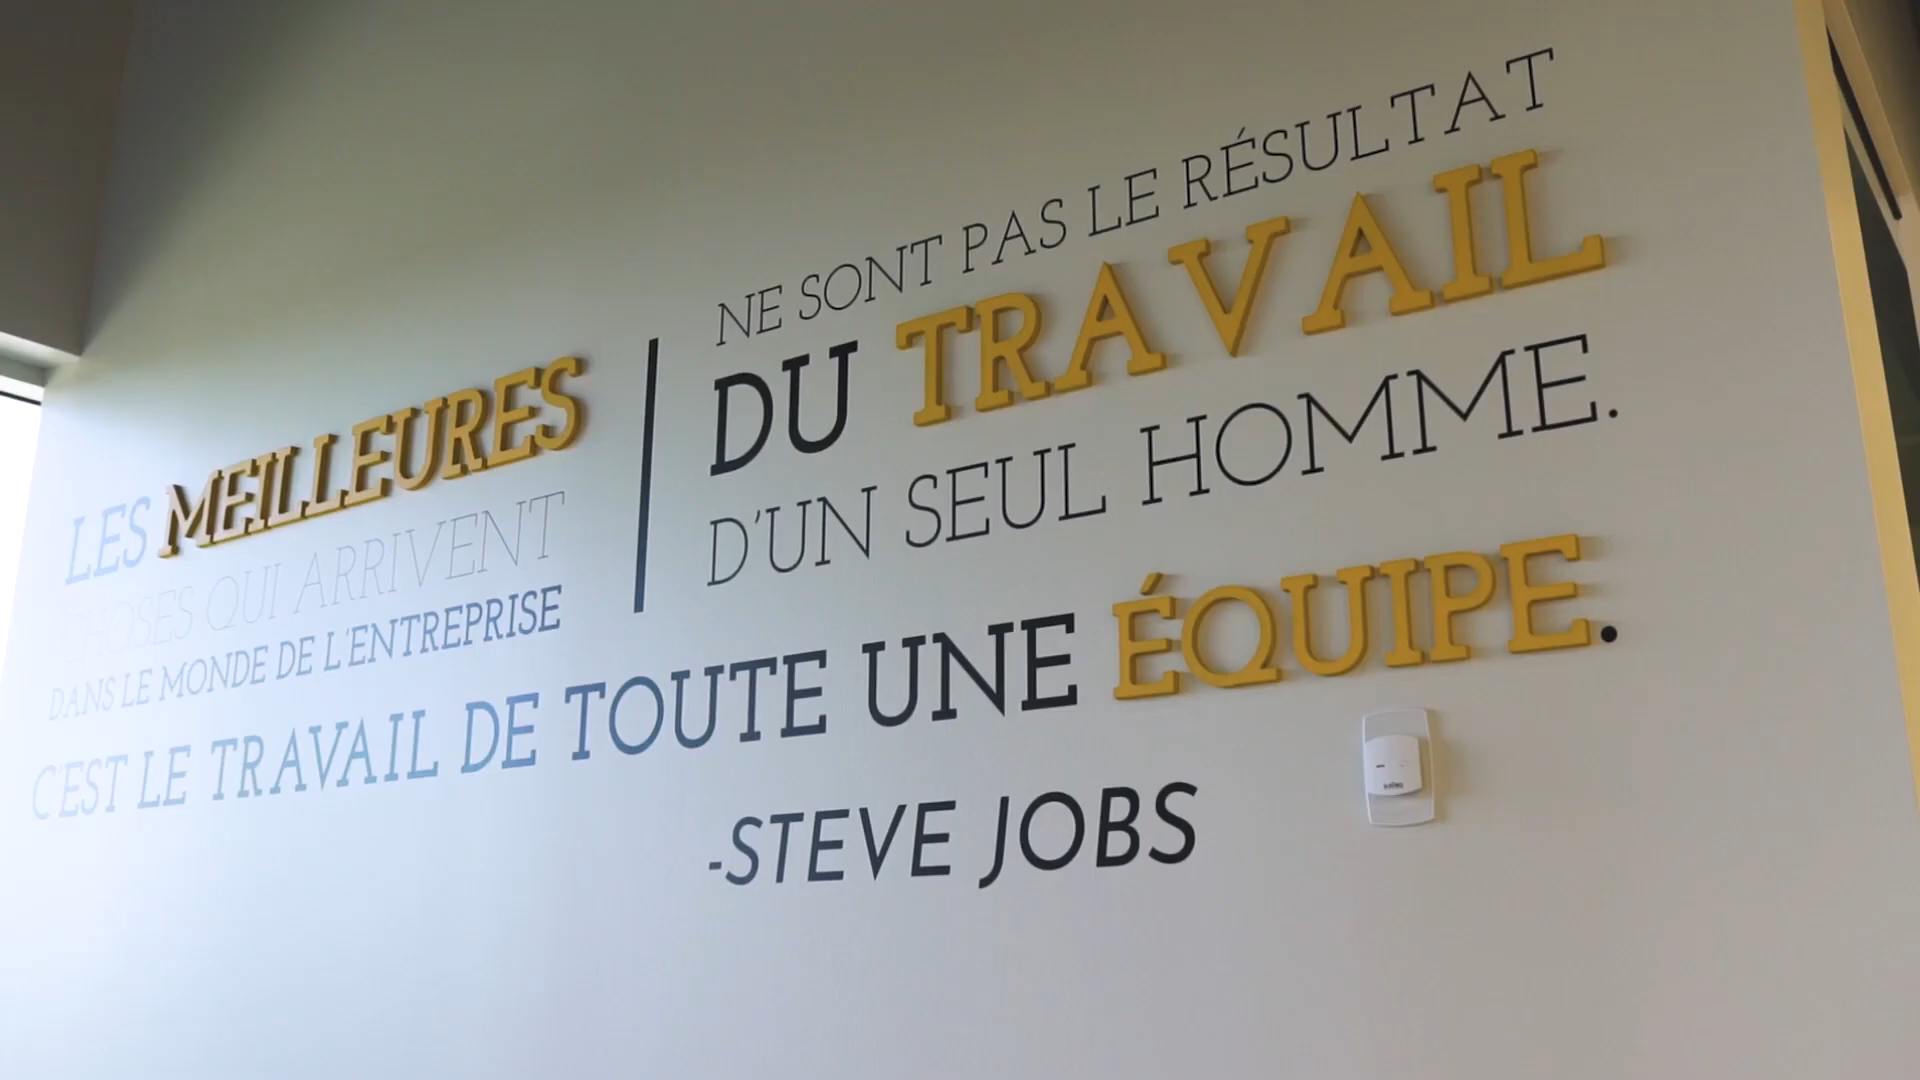 LES MEILLEURES
CHOSES QUI ARRIVENT
DANS LE MONDE DE L'ENTREPRISE
NE SONT PAS LE RÉSULTAT
DU TRAVAIL
D'UN SEUL HOMME.
C'EST LE TRAVAIL DE TOUTE UNE ÉQUIPE.
-STEVE JOBS